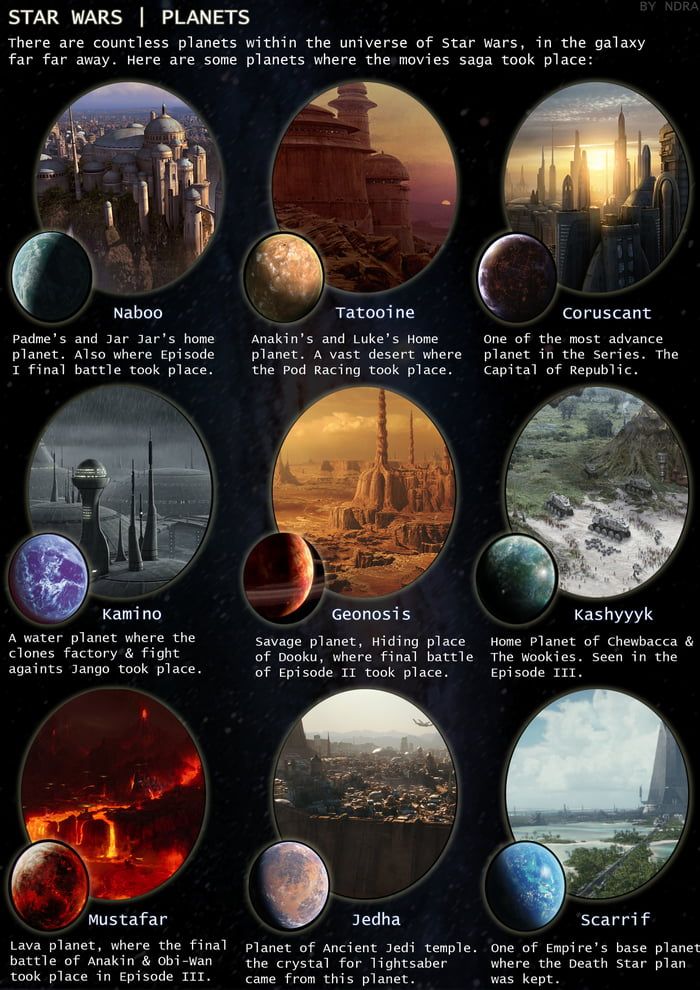 BY NDRA
STAR WARS | PLANETS
There are countless planets within the universe of Star Wars, in the galaxy
far far away. Here are some planets where the movies saga took place:
Naboo
Padme's and Jar Jar's home
planet. Also where Episode
I final battle took place.
Tatooine
Anakin's and Luke's Home
planet. A vast desert where
the Pod Racing took place.
Coruscant
One of the most advance
planet in the Series. The
Capital of Republic.
Kamino
A water planet where the
clones factory & fight
againts Jango took place.
Geonosis
Savage planet, Hiding place
of Dooku, where final battle
of Episode II took place.
Kashyyyk
Home Planet of Chewbacca &
The Wookies. Seen in the
Episode III.
Mustafar
Lava planet, where the final
battle of Anakin & Obi-Wan
took place in Episode III.
Jedha
Planet of Ancient Jedi temple.
the crystal for lightsaber
came from this planet.
Scarrif
One of Empire's base planet
where the Death Star plan
was kept.